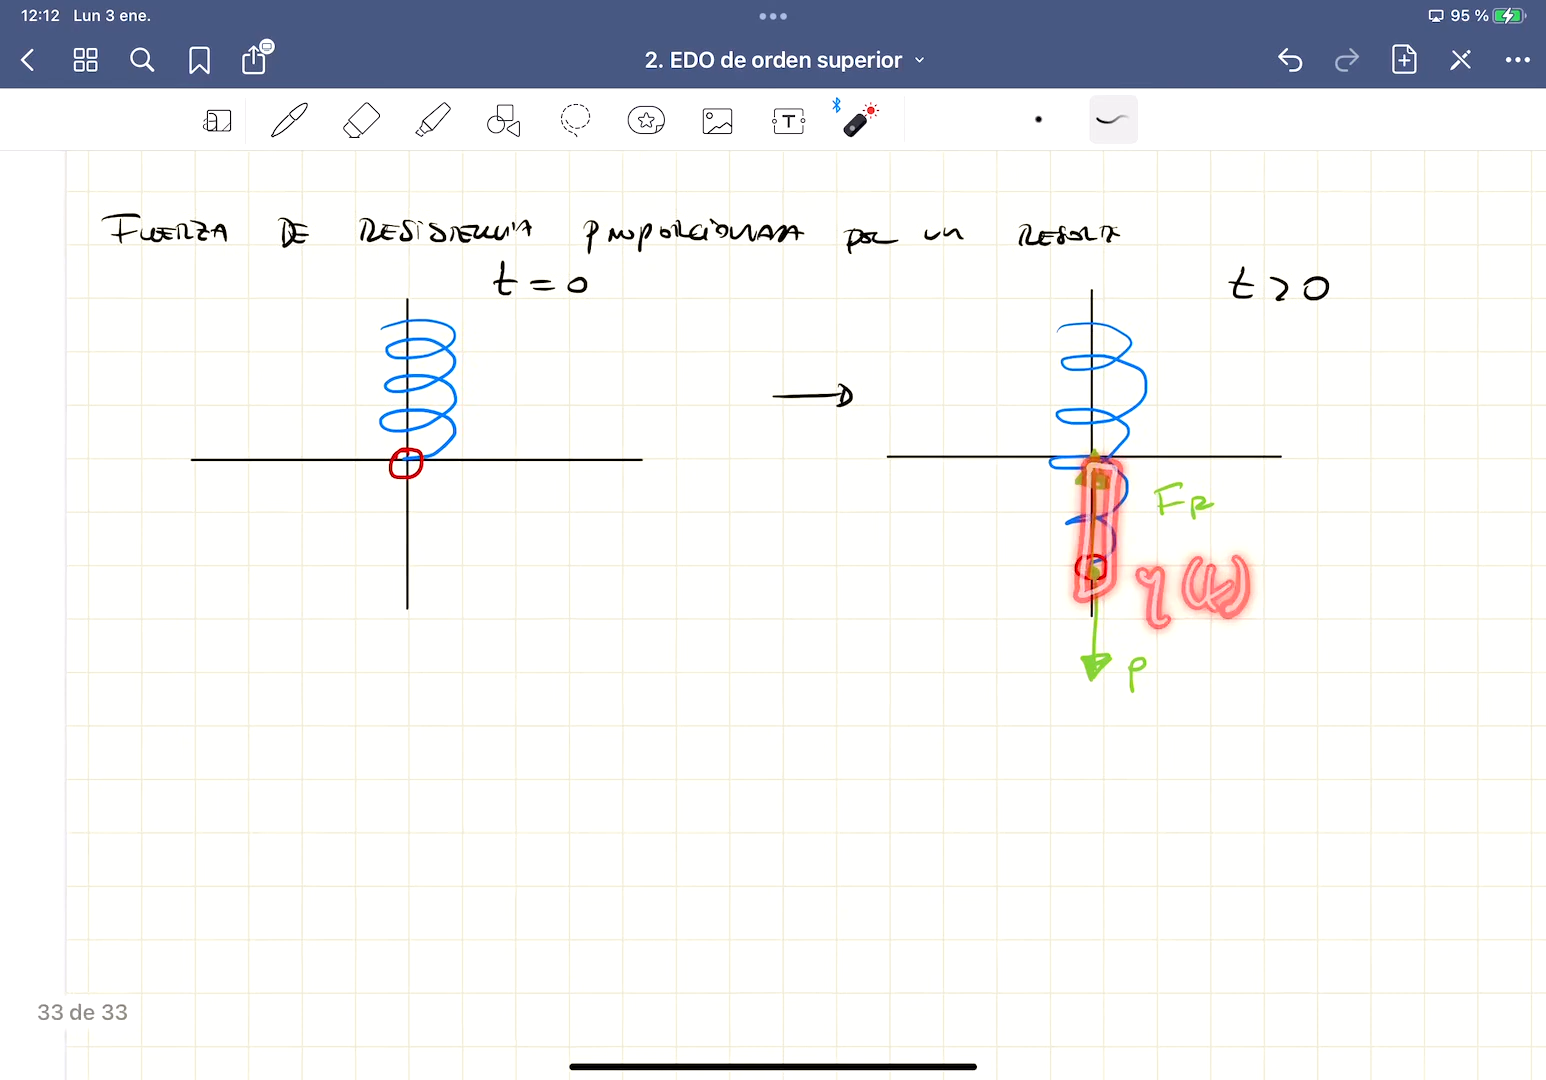 12:12 Lun 3 ene.
95 %
2. EDO de orden superior
T
FUERZA DE RESISTENCIA PROPORCIONADA POR UN RESORTE
t = 0
t > 0
FR
y(t)
P
33 de 33